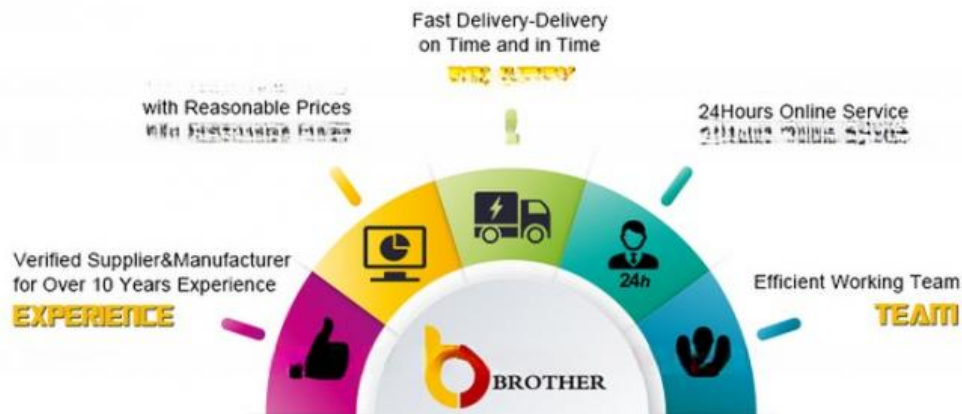 Fast Delivery-Delivery
on Time and in Time
with Reasonable Prices
24Hours Online Service
Verified Supplier&Manufacturer
for Over 10 Years Experience
EXPERIENCE
24h
Efficient Working Team
TEAM
BROTHER